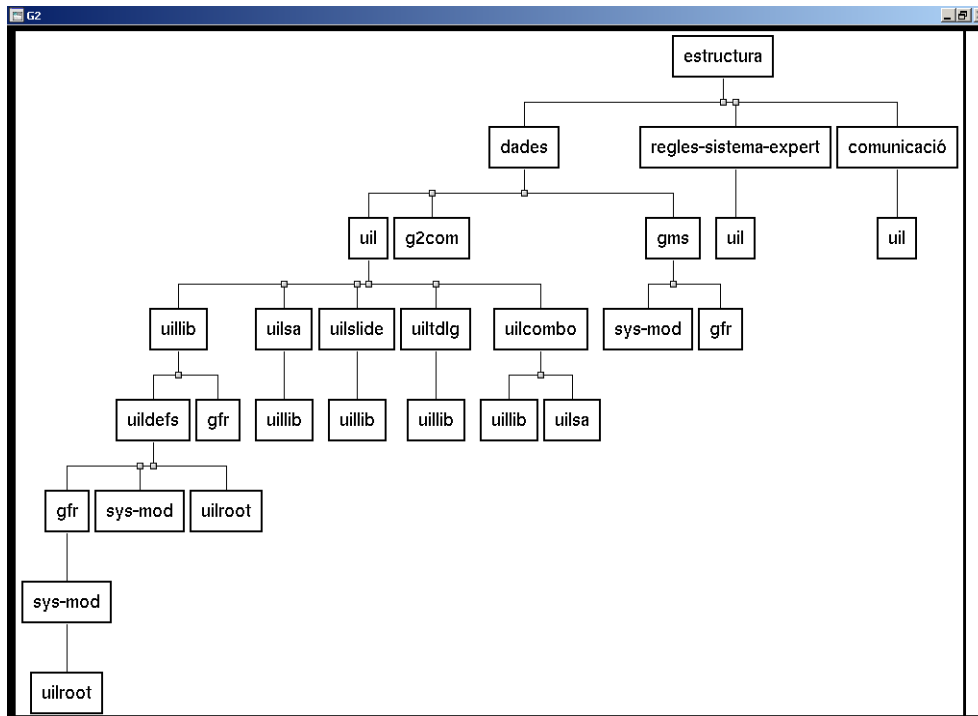 G2
estructura
dades regles-sistema-expert comunicació
uil g2com gms uil uil
uillib uilsa uilslide uiltdlg uilcombo sys-mod gfr
uildefs gfr uillib uillib uillib uillib uilsa
gfr sys-mod uilroot
sys-mod
uilroot